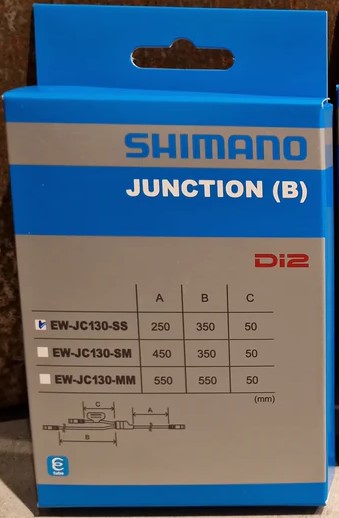 SHIMANO
JUNCTION (B)
Di2
A B C
EW-JC130-SS 250 350 50
EW-JC130-SM 450 350 50
EW-JC130-MM 550 550 50
(mm)
C
A
B
tube